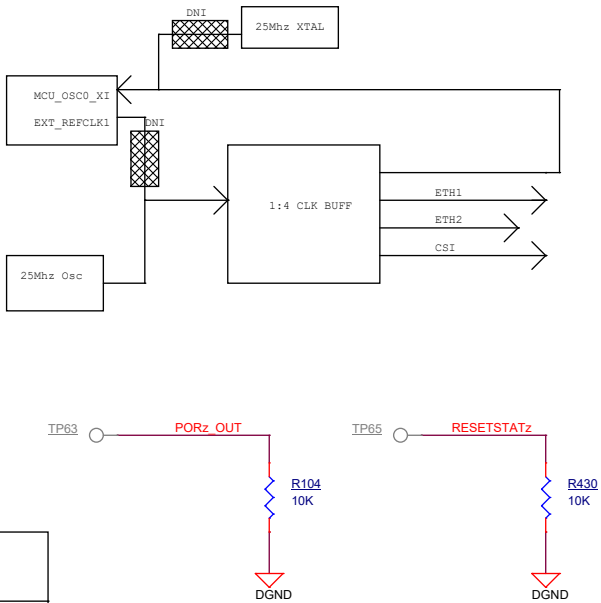 DNI
25Mhz XTAL
MCU_OSC0_XI
EXT_REFCLK1
DNI
1:4 CLK BUFF
ETH1
ETH2
CSI
25Mhz Osc
TP63
PORz_OUT
TP65
RESETSTATz
R104
10K
R430
10K
DGND
DGND